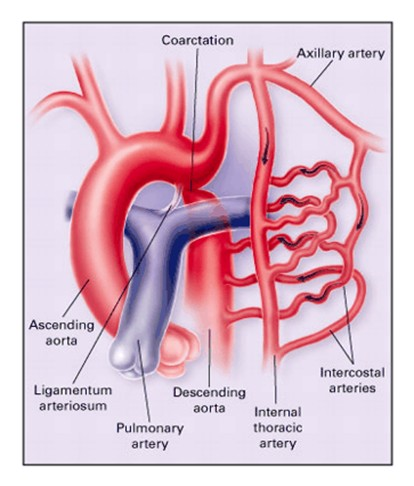 Coarctation
Axillary artery
Ascending
aorta
Ligamentum
arteriosum
Pulmonary
artery
Descending
aorta
Internal
thoracic
artery
Intercostal
arteries